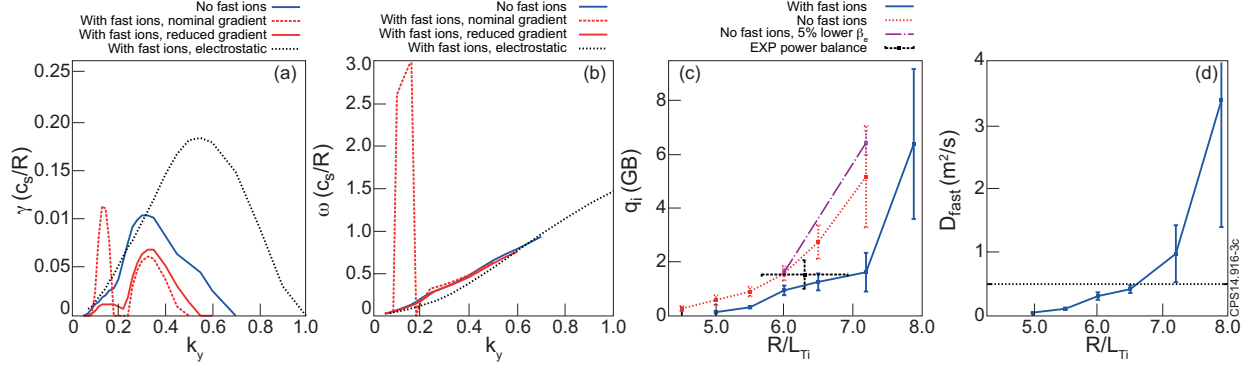 No fast ions
With fast ions, nominal gradient
With fast ions, reduced gradient
With fast ions, electrostatic
No fast ions
With fast ions, nominal gradient
With fast ions, reduced gradient
With fast ions, electrostatic
With fast ions
No fast ions
No fast ions, 5% lower βe
EXP power balance
(a)
0.25
0.20
0.15
0.01
0.05
0
γ (cs/R)
0.0 0.2 0.4 0.6 0.8 1.0
ky
(b)
3.0
2.5
2.0
1.5
1.0
0.5
0
ω (cs/R)
0.0 0.2 0.4 0.6 0.8 1.0
ky
(c)
8
6
4
2
0
qi (GB)
5.0 6.0 7.0 8.0
R/LTi
(d)
4
3
2
1
0
Dfast (m²/s)
5.0 6.0 7.0 8.0
R/LTi
CPS14.916-3c